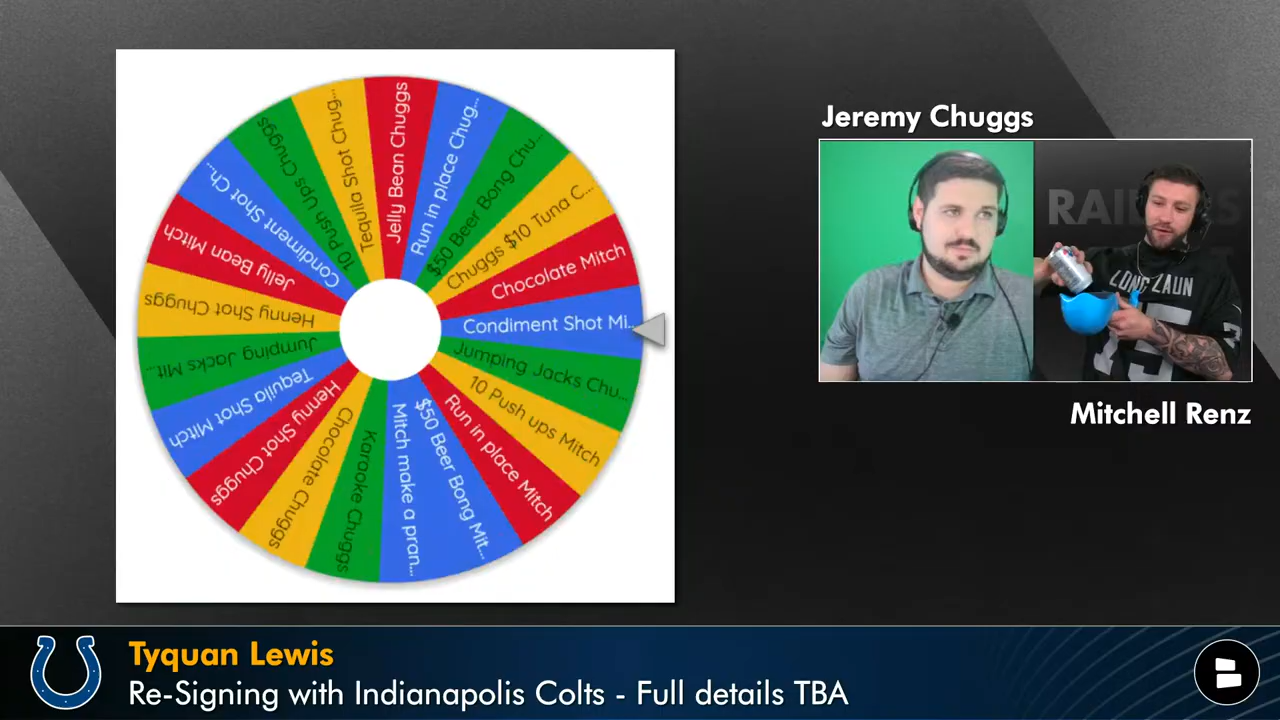 Jelly Bean Chuggs
Run in place Chug...
$50 Beer Bong Chu...
Chuggs $10 Tuna C...
Chocolate Mitch
Condiment Shot Mi...
Jumping Jacks Chu...
10 Push ups Mitch
Run in place Mitch
$50 Beer Bong Mit...
Mitch make a pran...
Karaoke Chuggs
Chocolate Chuggs
Henny Shot Chuggs
Tequila Shot Mitch
Jumping Jacks Mit...
Henny Shot Chuggs
Jelly Bean Mitch
Condiment Shot Ch...
10 Push Ups Chuggs
Tequila Shot Chug...
Jeremy Chuggs
LONGZAUN
15
Mitchell Renz
Tyquan Lewis
Re-Signing with Indianapolis Colts - Full details TBA